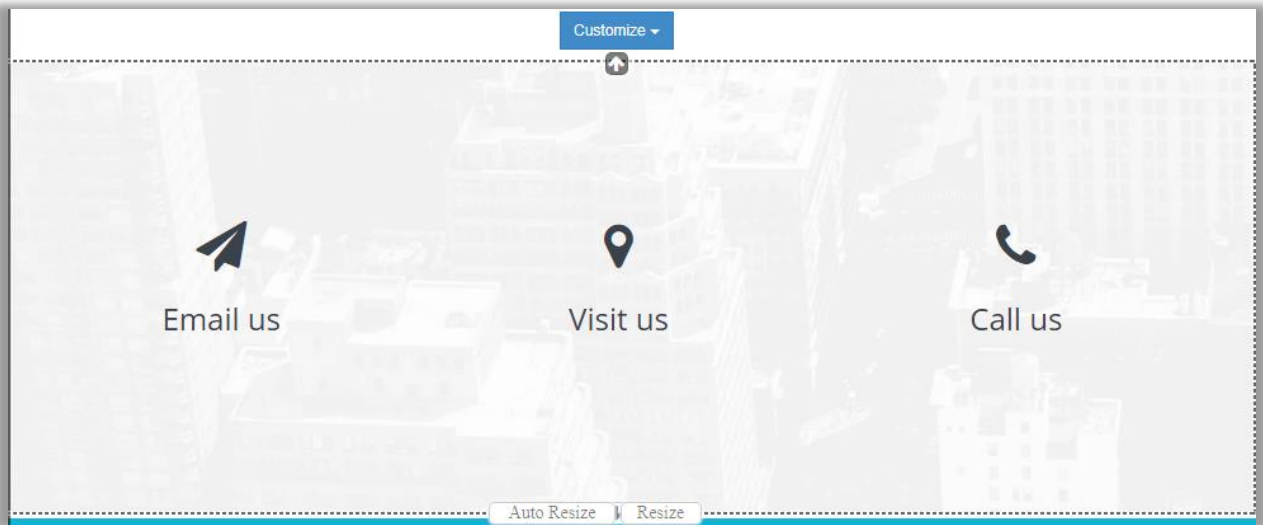 Customize
Email us
Visit us
Call us
Auto Resize
Resize